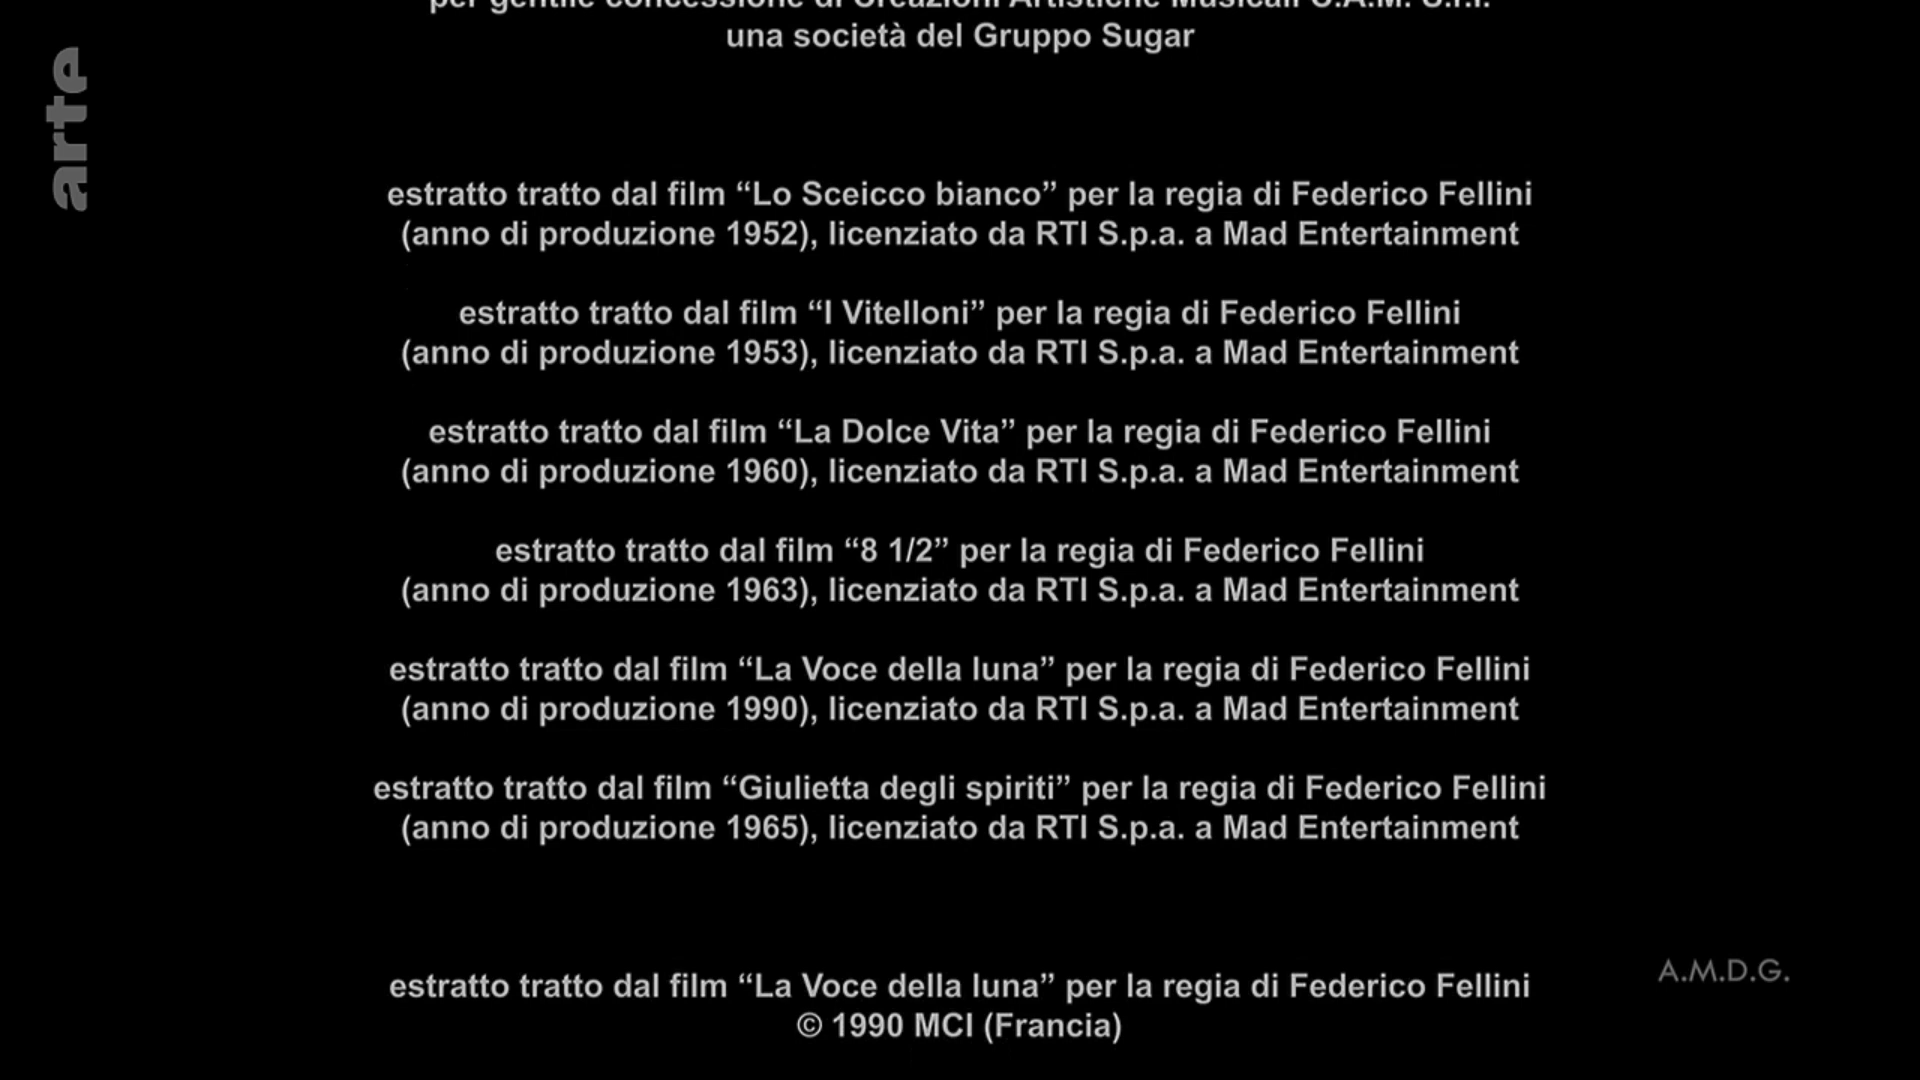 per gentile concessione di Creazioni Artistiche Musicali C.A.M. S.r.l.
una società del Gruppo Sugar
arte
estratto tratto dal film “Lo Sceicco bianco” per la regia di Federico Fellini
(anno di produzione 1952), licenziato da RTI S.p.a. a Mad Entertainment
estratto tratto dal film “I Vitelloni” per la regia di Federico Fellini
(anno di produzione 1953), licenziato da RTI S.p.a. a Mad Entertainment
estratto tratto dal film “La Dolce Vita” per la regia di Federico Fellini
(anno di produzione 1960), licenziato da RTI S.p.a. a Mad Entertainment
estratto tratto dal film “8 1/2” per la regia di Federico Fellini
(anno di produzione 1963), licenziato da RTI S.p.a. a Mad Entertainment
estratto tratto dal film “La Voce della luna” per la regia di Federico Fellini
(anno di produzione 1990), licenziato da RTI S.p.a. a Mad Entertainment
estratto tratto dal film “Giulietta degli spiriti” per la regia di Federico Fellini
(anno di produzione 1965), licenziato da RTI S.p.a. a Mad Entertainment
A.M.D.G.
estratto tratto dal film “La Voce della luna” per la regia di Federico Fellini
© 1990 MCI (Francia)